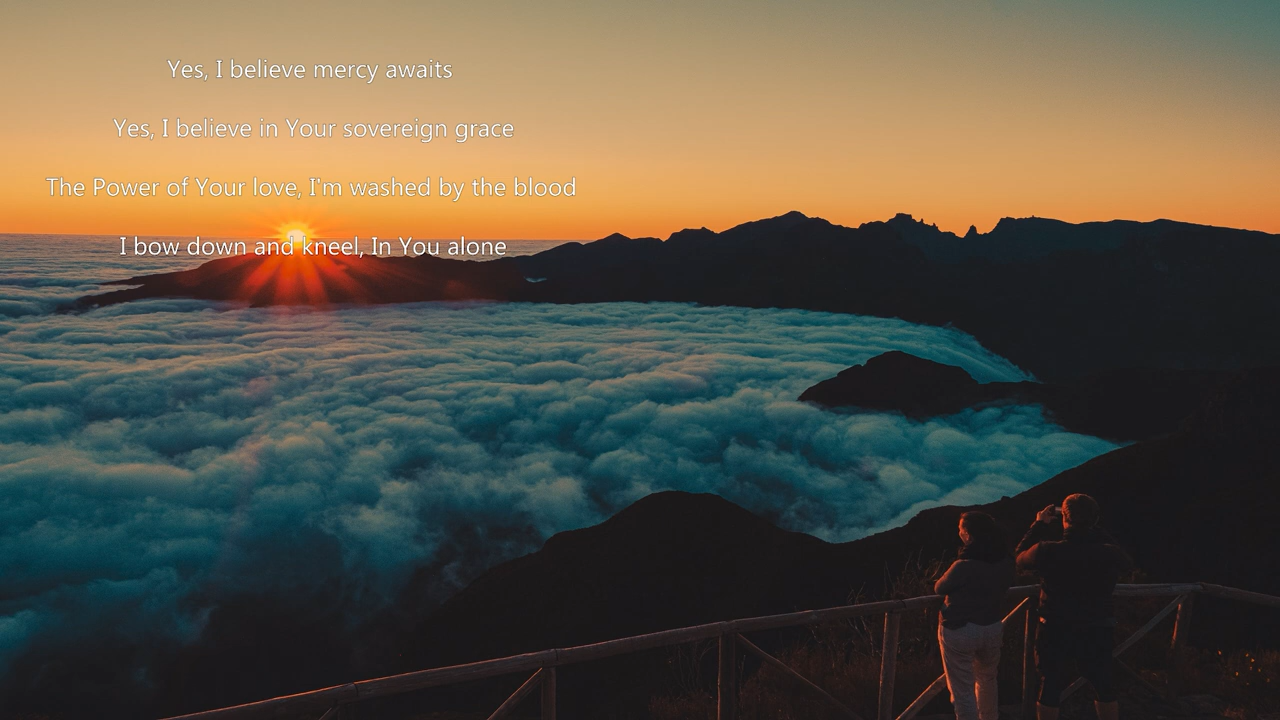 Yes, I believe mercy awaits
Yes, I believe in Your sovereign grace
The Power of Your love, I'm washed by the blood
I bow down and kneel, In You alone